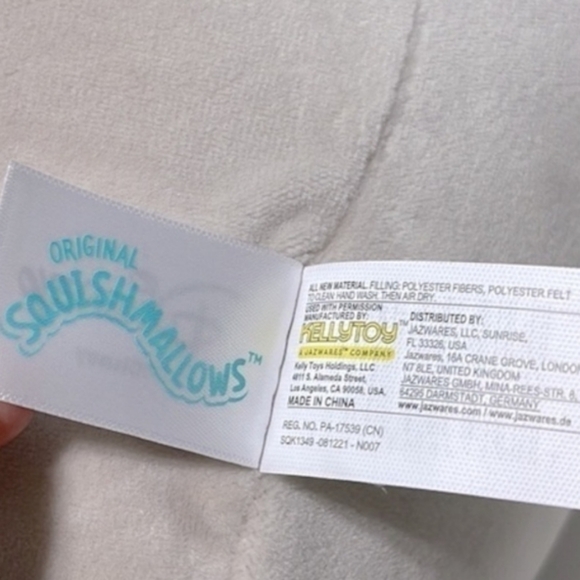 ORIGINAL
SQUISHMALLOWS™
ALL NEW MATERIAL. FILLING: POLYESTER FIBERS, POLYESTER FELT
TO CLEAN: HAND WASH. THEN AIR DRY.
USED WITH PERMISSION
MANUFACTURED BY:
KELLYTOY™
A JAZWARES™ COMPANY
Kelly Toys Holdings, LLC
4811 S. Alameda Street,
Los Angeles, CA 90058, USA.
MADE IN CHINA
DISTRIBUTED BY:
JAZWARES, LLC, SUNRISE,
FL 33326, USA
Jazwares, 16A CRANE GROVE, LONDON
N7 8LE, UNITED KINGDOM
JAZWARES GMBH, MINA-REES-STR. 8
64295 DARMSTADT, GERMANY.
www.jazwares.com / www.jazwares.de
REG. NO. PA-17539 (CN)
SQK1349 -081221 - N007